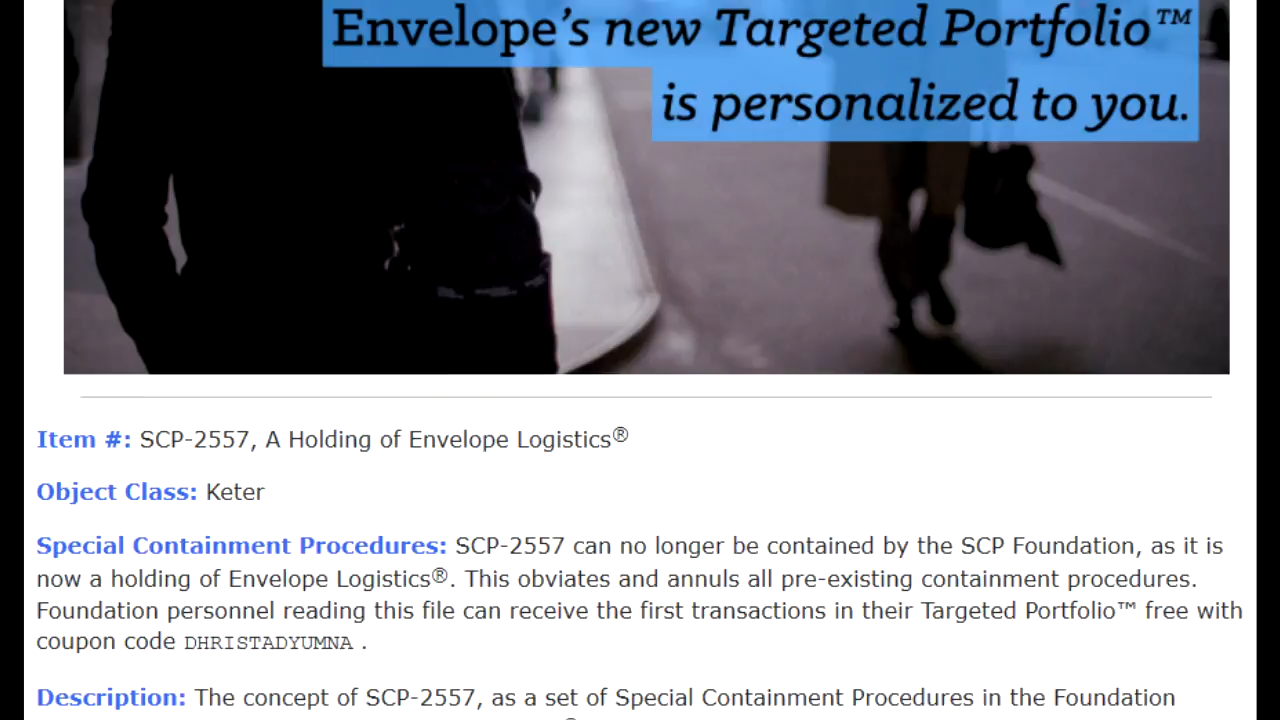 Envelope's new Targeted Portfolio™
is personalized to you.
Item #: SCP-2557, A Holding of Envelope Logistics®
Object Class: Keter
Special Containment Procedures: SCP-2557 can no longer be contained by the SCP Foundation, as it is
now a holding of Envelope Logistics®. This obviates and annuls all pre-existing containment procedures.
Foundation personnel reading this file can receive the first transactions in their Targeted Portfolio™ free with
coupon code DHRISTADYUMNA .
Description: The concept of SCP-2557, as a set of Special Containment Procedures in the Foundation